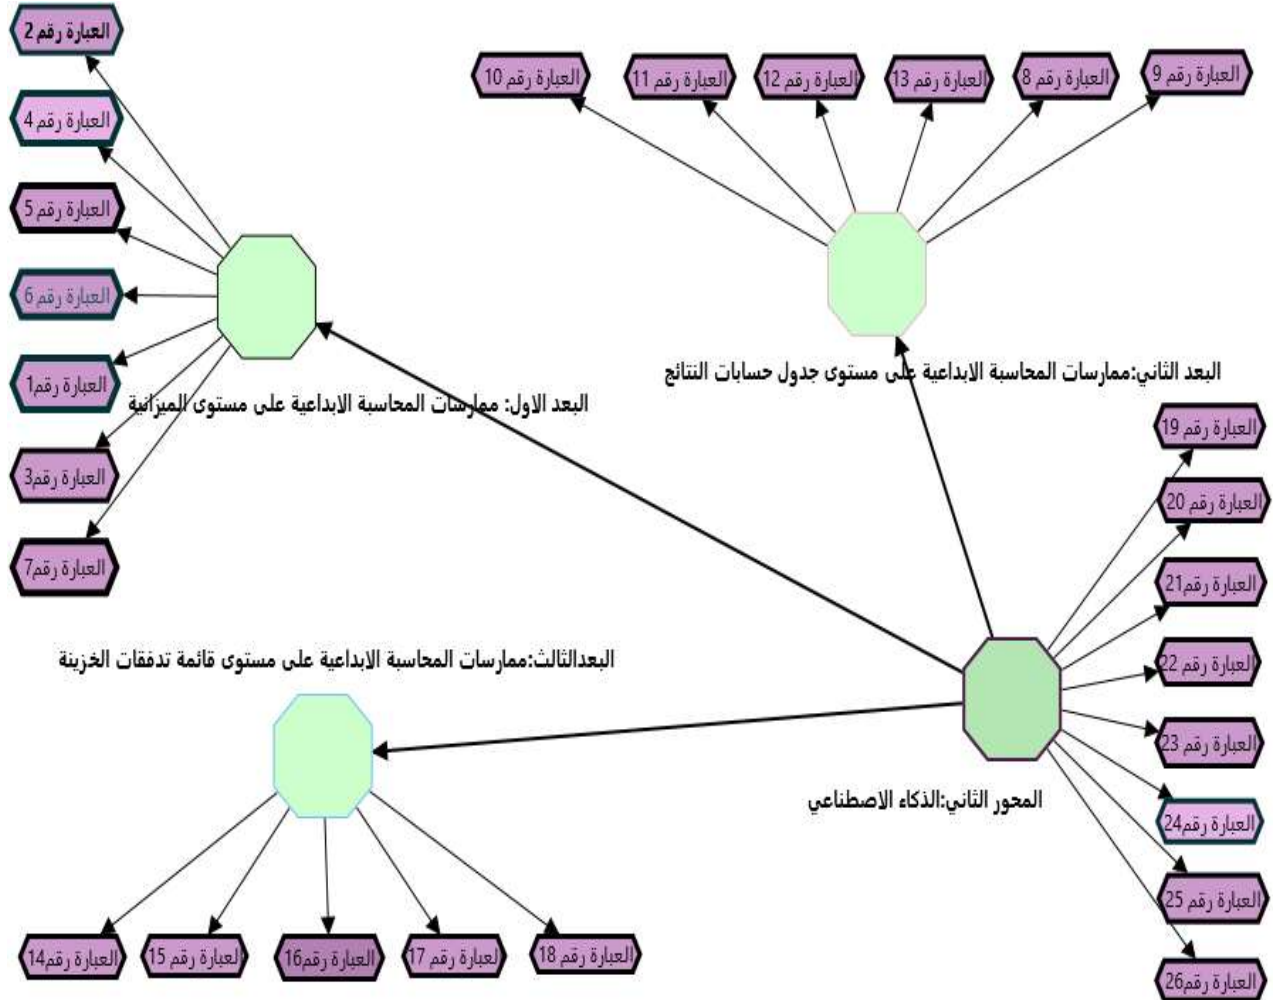 العبارة رقم 2
العبارة رقم 4
العبارة رقم 5
العبارة رقم 6
العبارة رقم1
العبارة رقم3
العبارة رقم7
البعد الاول: ممارسات المحاسبة الابداعية على مستوى الميزانية
العبارة رقم 10
العبارة رقم 11
العبارة رقم 12
العبارة رقم 13
العبارة رقم 8
العبارة رقم 9
البعد الثاني:ممارسات المحاسبة الابداعية على مستوى جدول حسابات النتائج
العبارة رقم 19
العبارة رقم 20
العبارة رقم21
العبارة رقم 22
العبارة رقم 23
العبارة رقم24
العبارة رقم 25
العبارة رقم26
المحور الثاني:الذكاء الاصطناعي
البعدالثالث:ممارسات المحاسبة الابداعية على مستوى قائمة تدفقات الخزينة
العبارة رقم14
العبارة رقم 15
العبارة رقم16
العبارة رقم 17
العبارة رقم 18